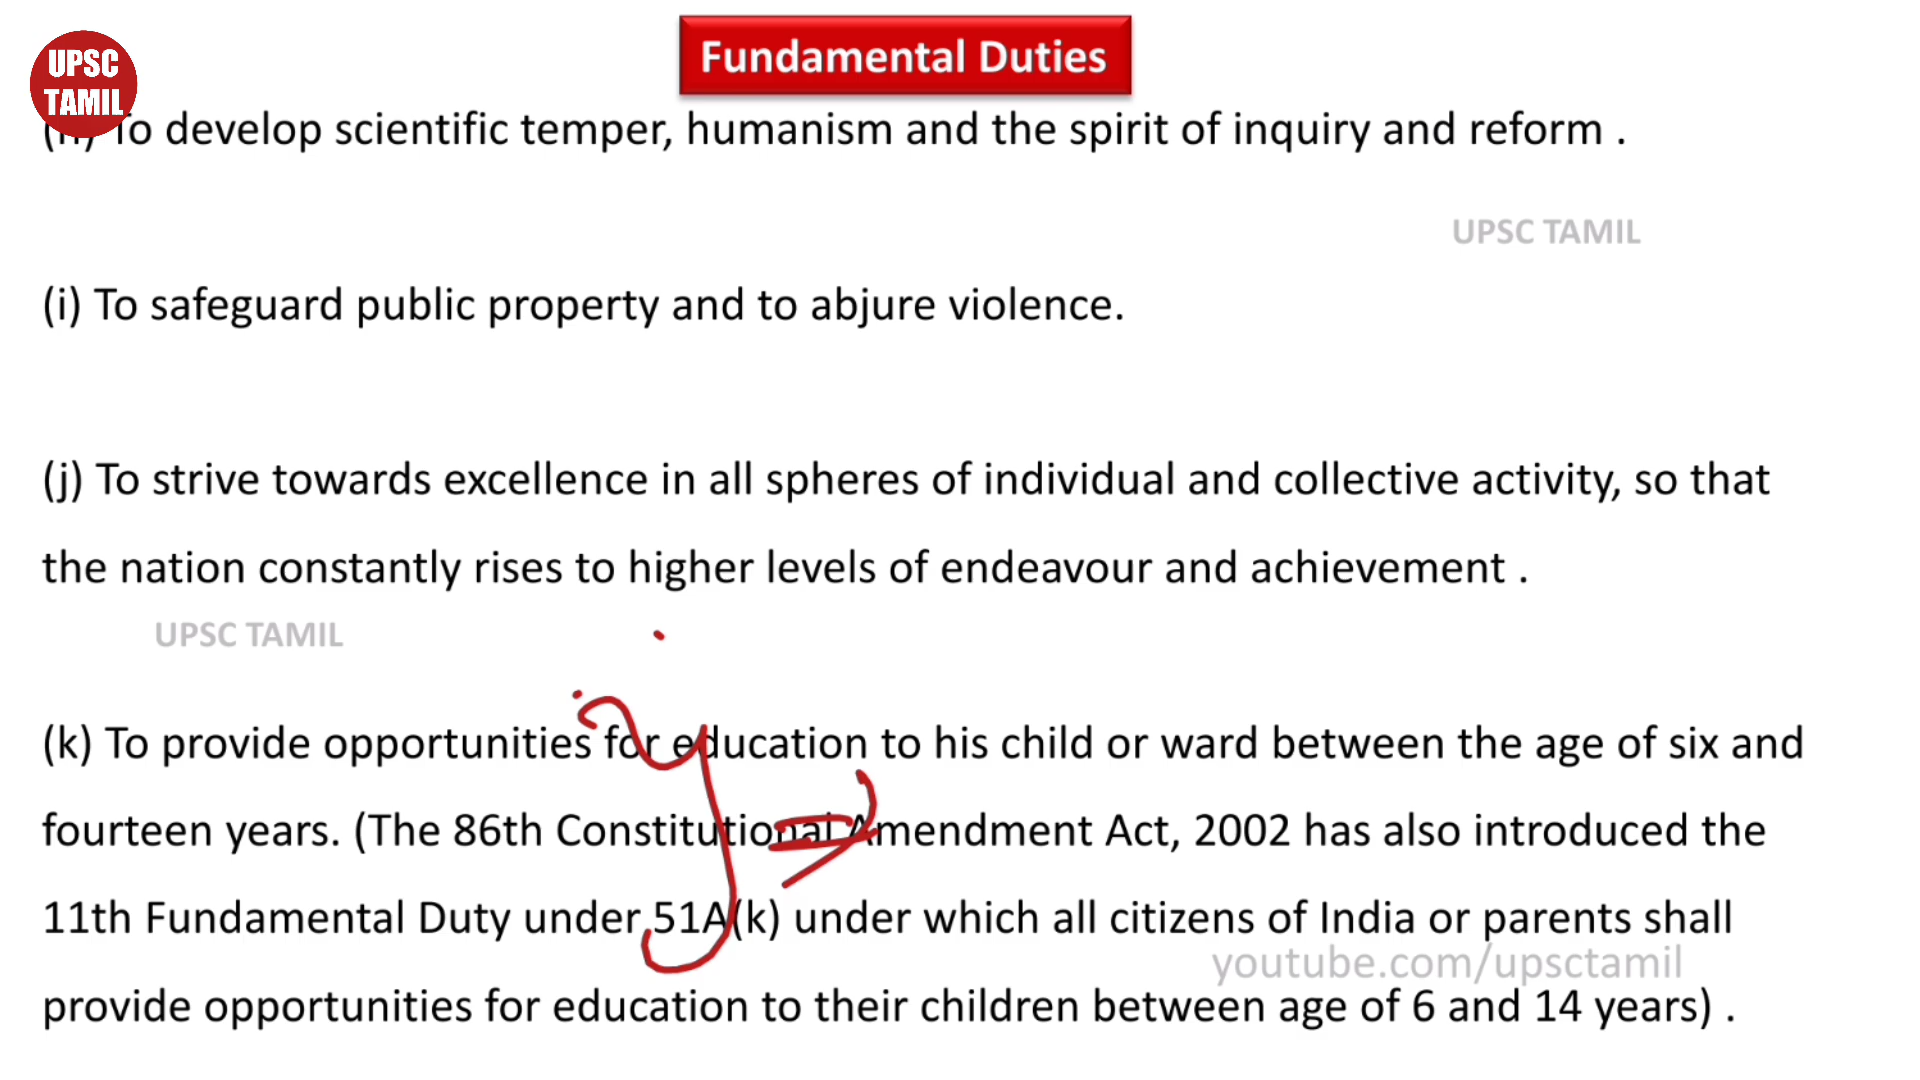 Fundamental Duties
UPSC
TAMIL
(h) To develop scientific temper, humanism and the spirit of inquiry and reform .
UPSC TAMIL
(i) To safeguard public property and to abjure violence.
(j) To strive towards excellence in all spheres of individual and collective activity, so that
the nation constantly rises to higher levels of endeavour and achievement .
UPSC TAMIL
(k) To provide opportunities for education to his child or ward between the age of six and
fourteen years. (The 86th Constitutional Amendment Act, 2002 has also introduced the
11th Fundamental Duty under 51A(k) under which all citizens of India or parents shall
youtube.com/upsctamil
provide opportunities for education to their children between age of 6 and 14 years) .